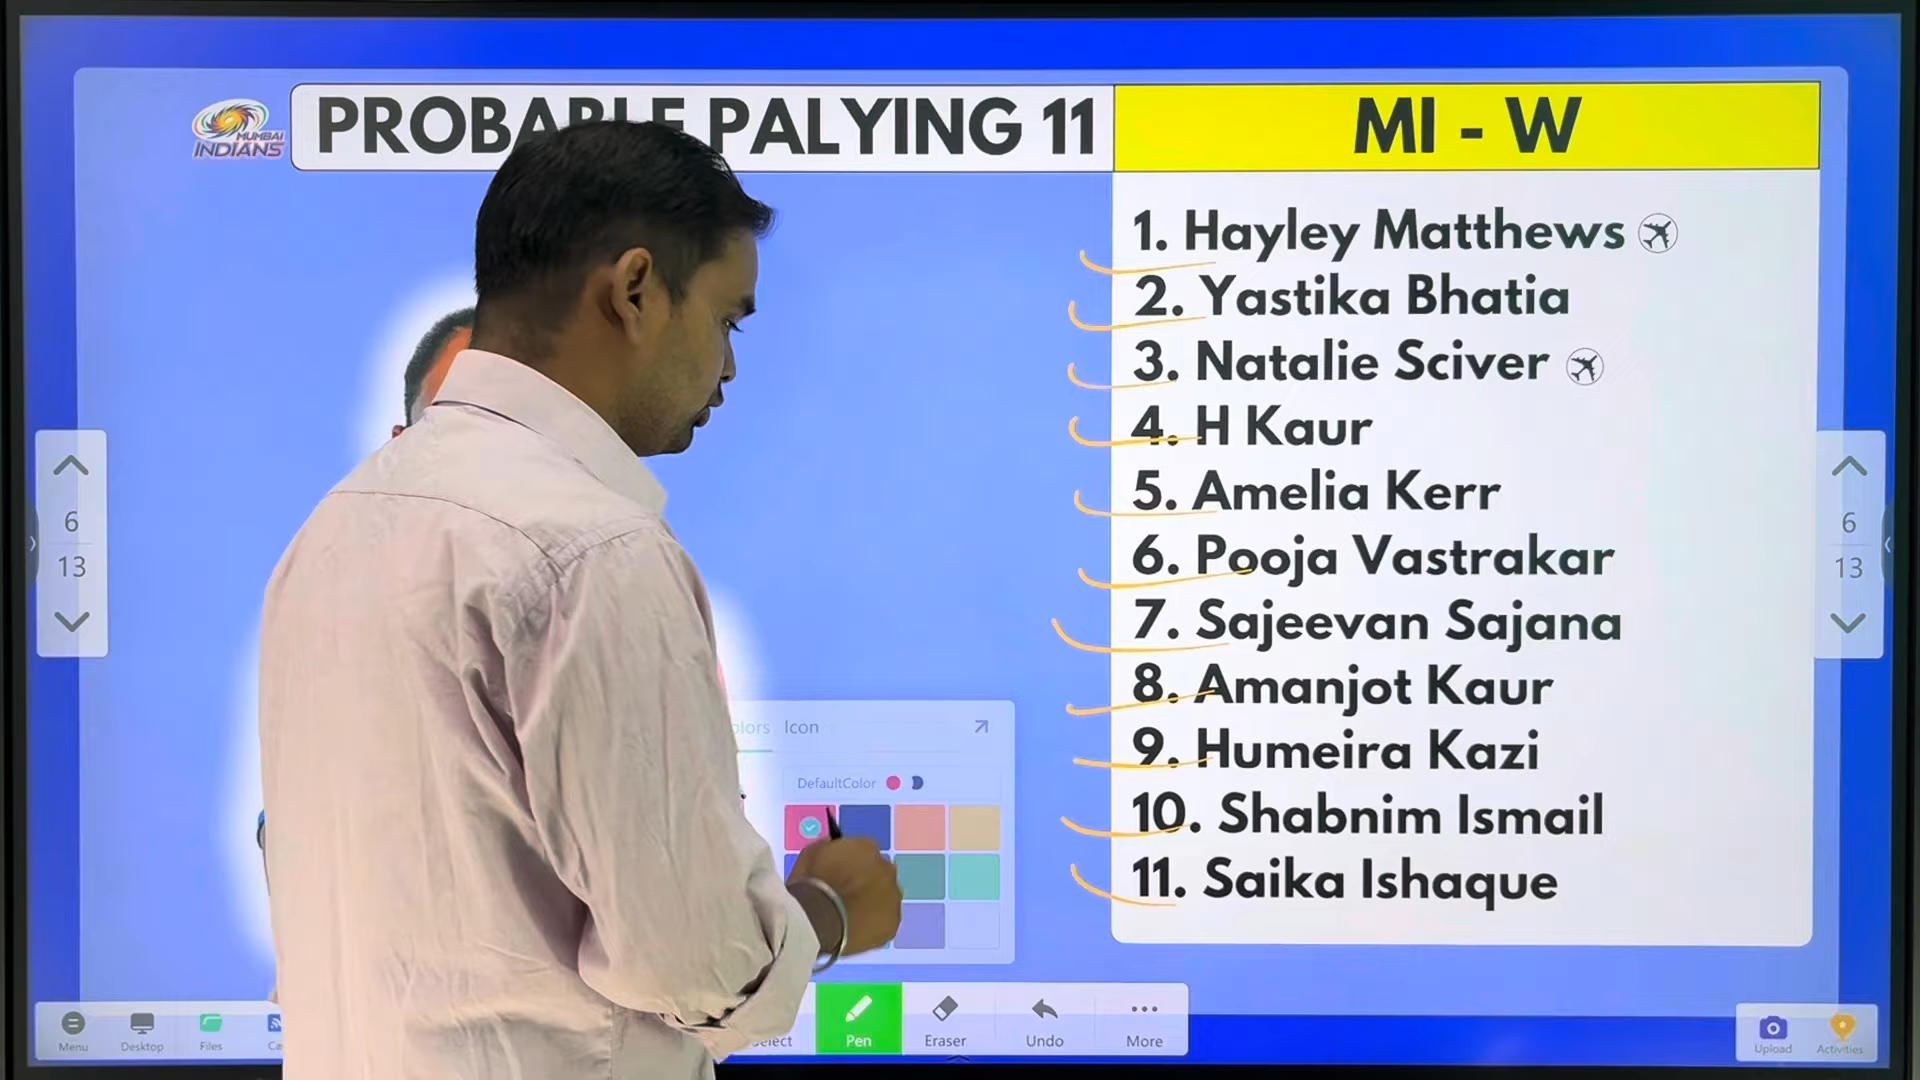 MUMBAI
INDIANS
PALYING 11
MI - W
1. Hayley Matthews
2. Yastika Bhatia
3. Natalie Sciver
4. H Kaur
5. Amelia Kerr
6. Pooja Vastrakar
7. Sajeevan Sajana
8. Amanjot Kaur
9. Humeira Kazi
10. Shabnim Ismail
11. Saika Ishaque
6
13
6
13
Icon
DefaultColor
Menu
Desktop
Files
Pen
Eraser
Undo
More
Upload
Activities